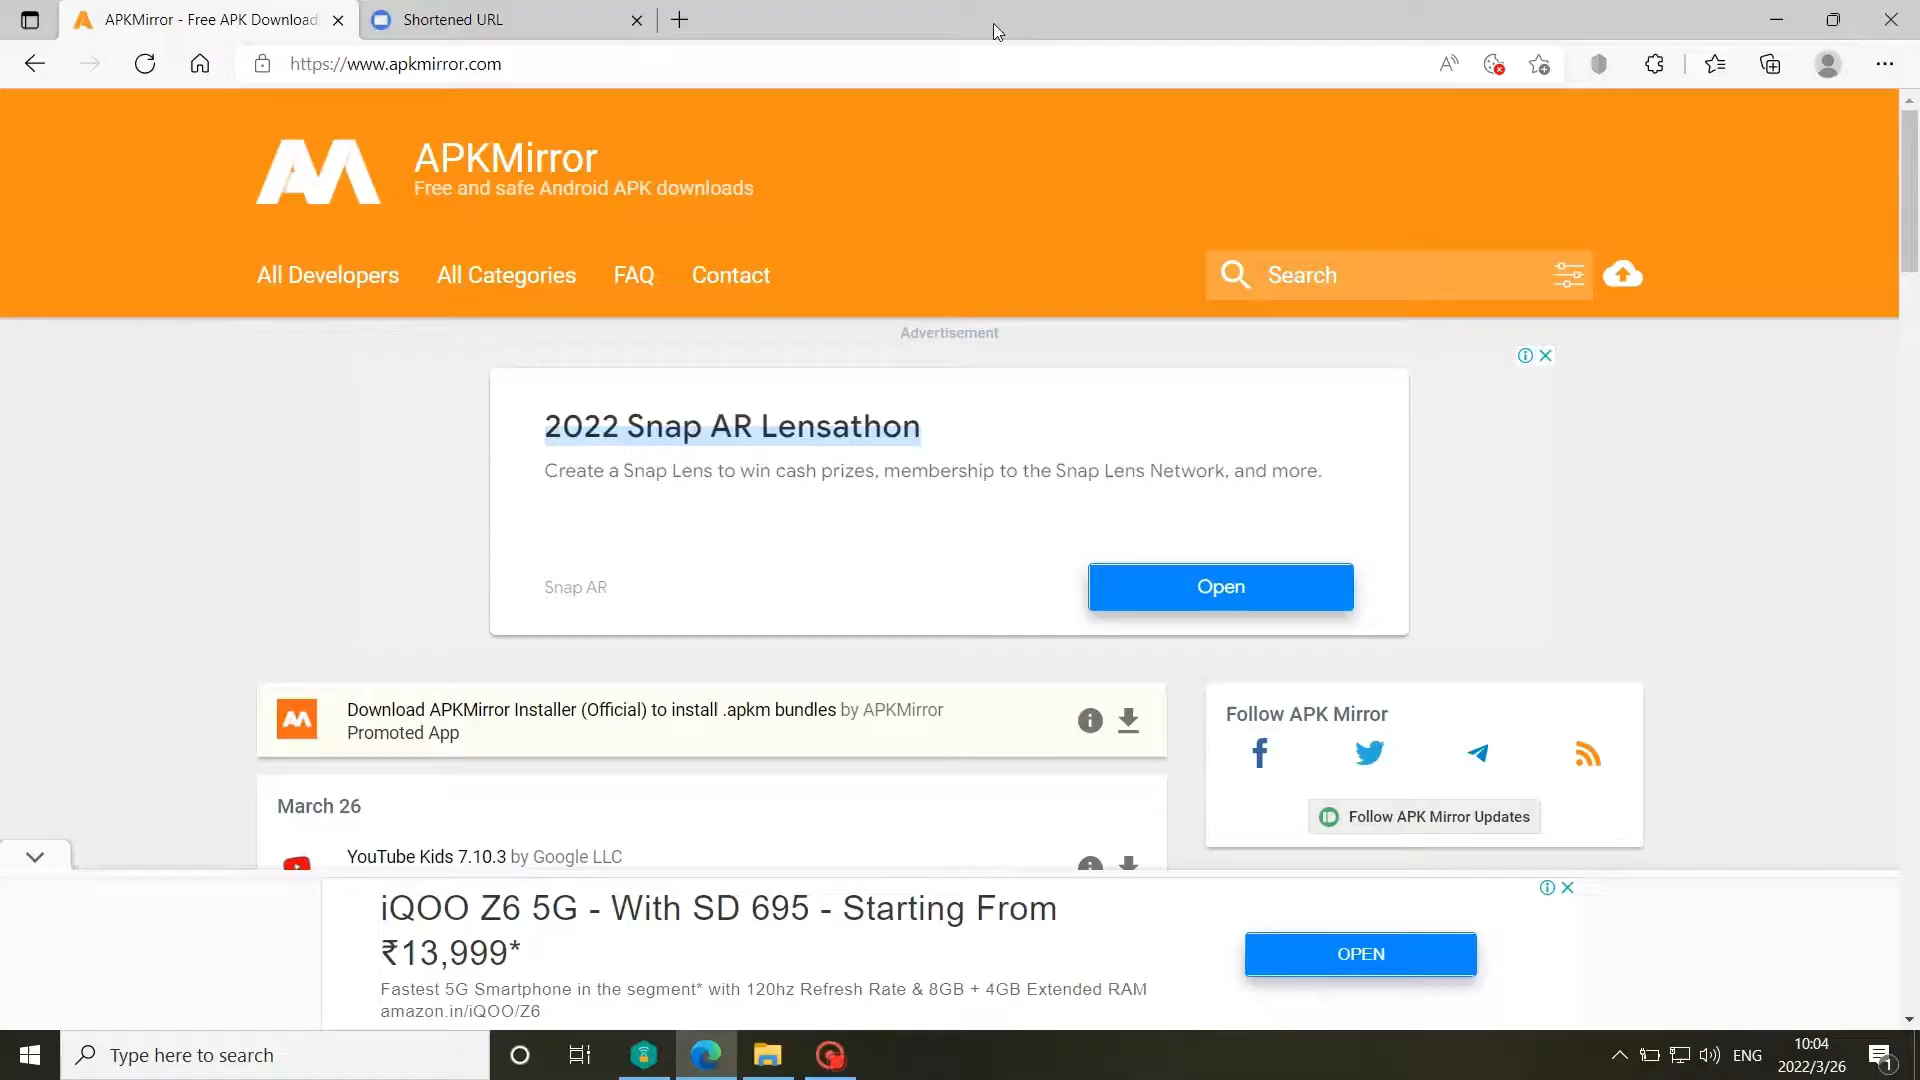 APKMirror - Free APK Download
Shortened URL
https://www.apkmirror.com
APKMirror
Free and safe Android APK downloads
All Developers
All Categories
FAQ
Contact
Search
Advertisement
2022 Snap AR Lensathon
Create a Snap Lens to win cash prizes, membership to the Snap Lens Network, and more.
Snap AR
Open
Download APKMirror Installer (Official) to install .apkm bundles by APKMirror
Promoted App
Follow APK Mirror
Follow APK Mirror Updates
March 26
YouTube Kids 7.10.3 by Google LLC
iQOO Z6 5G - With SD 695 - Starting From
₹13,999*
Fastest 5G Smartphone in the segment* with 120hz Refresh Rate & 8GB + 4GB Extended RAM
amazon.in/iQOO/Z6
OPEN
Type here to search
ENG
10:04
2022/3/26
1